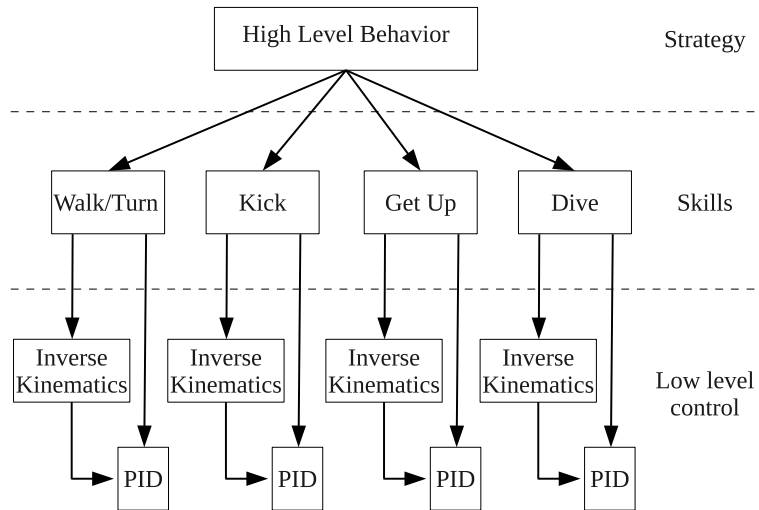 High Level Behavior
Strategy
Walk/Turn
Kick
Get Up
Dive
Skills
Inverse
Kinematics
Inverse
Kinematics
Inverse
Kinematics
Inverse
Kinematics
Low level
control
PID
PID
PID
PID